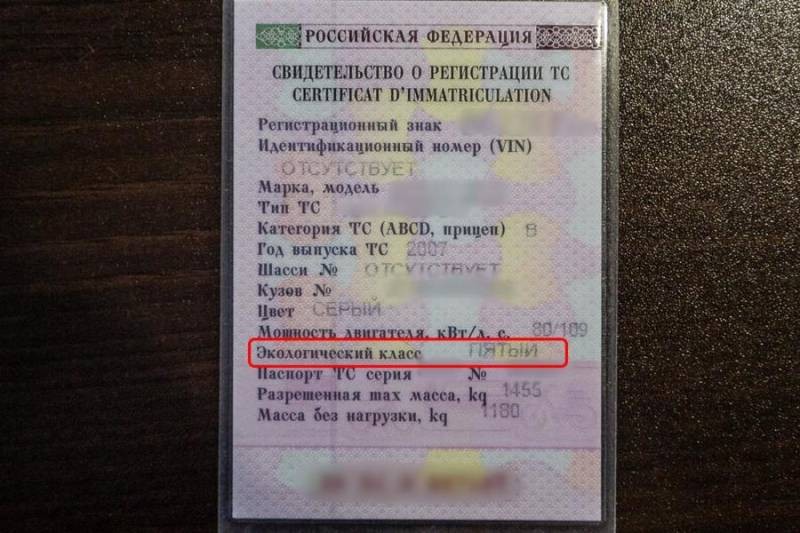 РОССИЙСКАЯ ФЕДЕРАЦИЯ
СВИДЕТЕЛЬСТВО О РЕГИСТРАЦИИ ТС
CERTIFICAT D'IMMATRICULATION
Регистрационный знак
Идентификационный номер (VIN)
ОТСУТСТВУЕТ
Марка, модель
Тип ТС
Категория ТС (ABCD, прицеп) В
Год выпуска ТС 2007
Шасси № ОТСУТСТВУЕТ
Кузов №
Цвет СЕРЫЙ
Мощность двигателя, кВт/л. с. 80/109
Экологический класс ПЯТЫЙ
Паспорт ТС серия №
Разрешенная max масса, kg 1455
Масса без нагрузки, kg 1180